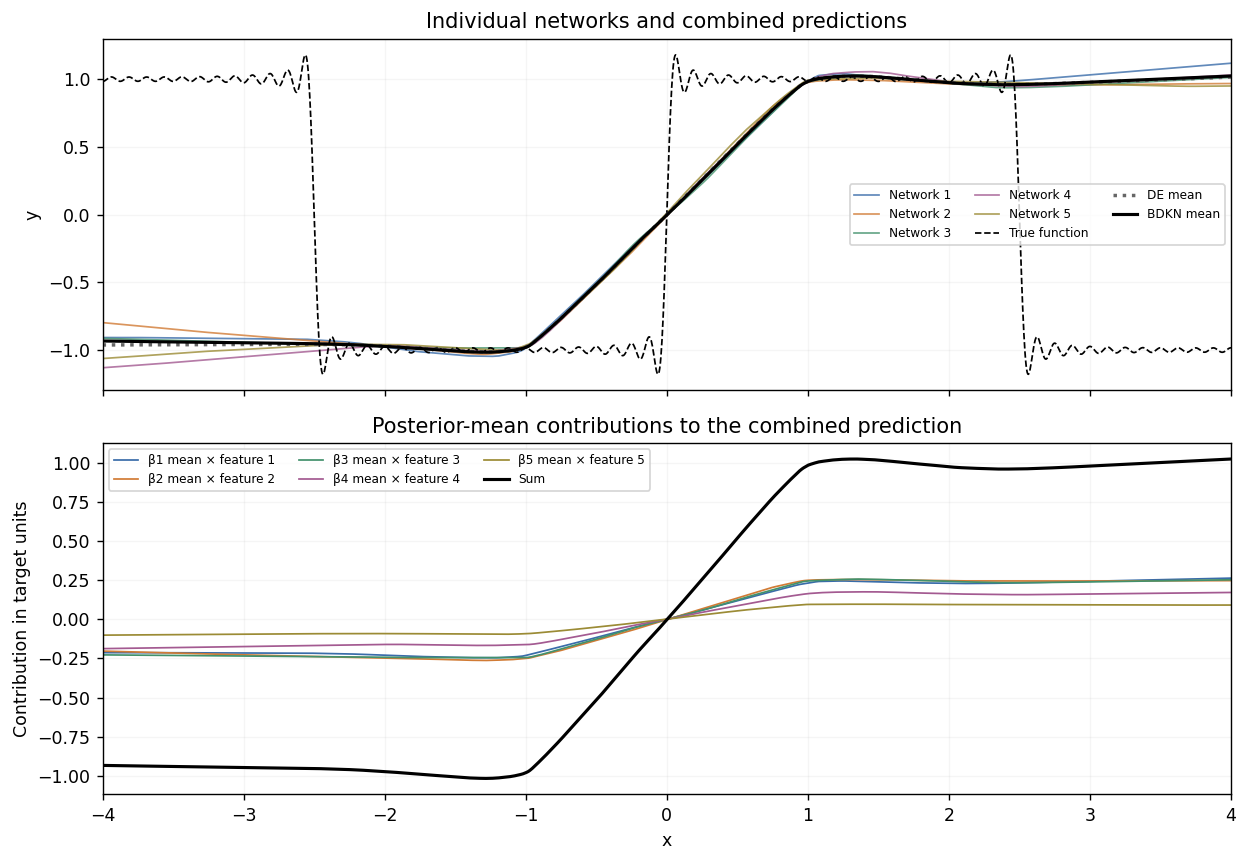 Individual networks and combined predictions
1.0
0.5
0.0
−0.5
−1.0
y
Network 1
Network 2
Network 3
Network 4
Network 5
True function
DE mean
BDKN mean
Posterior-mean contributions to the combined prediction
1.00
0.75
0.50
0.25
0.00
−0.25
−0.50
−0.75
−1.00
Contribution in target units
β1 mean × feature 1
β2 mean × feature 2
β3 mean × feature 3
β4 mean × feature 4
β5 mean × feature 5
Sum
−4 −3 −2 −1 0 1 2 3 4
x